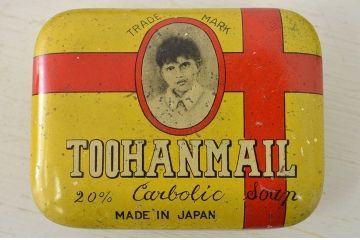 TRADE MARK
TOOHANMAIL
20% Carbolic Soap
MADE IN JAPAN